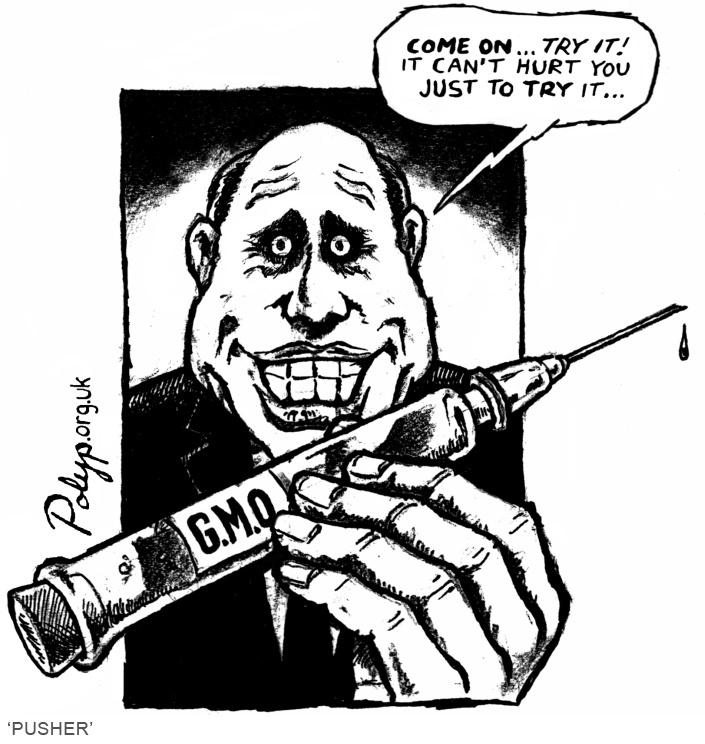 COME ON... TRY IT!
IT CAN'T HURT YOU
JUST TO TRY IT...
Polyp.org.uk
G.M.O
'PUSHER'